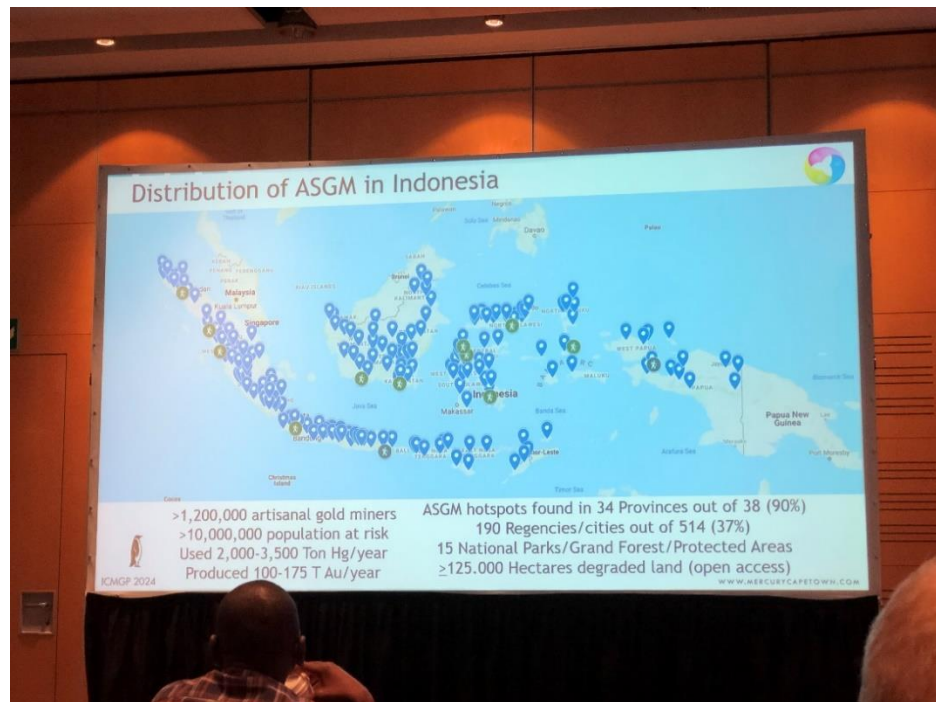 Distribution of ASGM in Indonesia
Davao
Palau
Malaysia
Kuala Lumpur
Singapore
Celebes Sea
WEST PAPUA
MALUKU
Indonesia
Makassar
Java Sea
Banda Sea
PAPUA
Papua New
Guinea
Bandung
BALI
Arafura Sea
Port Moresby
Christmas
Island
Timor Sea
Cocos
>1,200,000 artisanal gold miners
>10,000,000 population at risk
Used 2,000-3,500 Ton Hg/year
Produced 100-175 T Au/year
ASGM hotspots found in 34 Provinces out of 38 (90%)
190 Regencies/cities out of 514 (37%)
15 National Parks/Grand Forest/Protected Areas
≥125.000 Hectares degraded land (open access)
ICMGP 2024
WWW.MERCURYCAPETOWN.COM